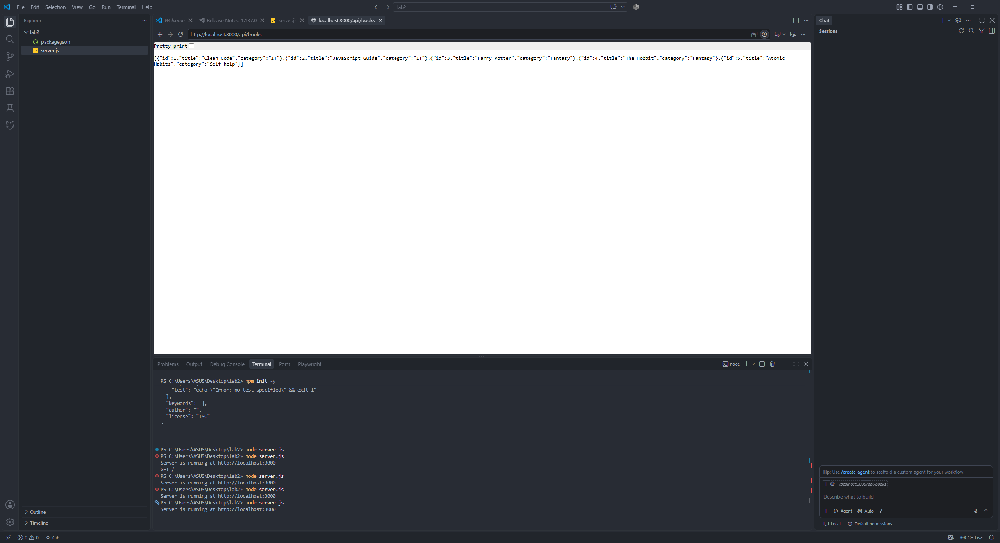 File Edit Selection View Go Run Terminal Help
lab2
Explorer
lab2
package.json
server.js
Outline
Timeline
Welcome
Release Notes: 1.137.0
server.js
localhost:3000/api/books
http://localhost:3000/api/books
Pretty-print
[{"id":1,"title":"Clean Code","category":"IT"},{"id":2,"title":"JavaScript Guide","category":"IT"},{"id":3,"title":"Harry Potter","category":"Fantasy"},{"id":4,"title":"The Hobbit","category":"Fantasy"},{"id":5,"title":"Atomic
Habits","category":"Self-help"}]
Problems Output Debug Console Terminal Ports Playwright
node
PS C:\Users\ASUS\Desktop\lab2> npm init -y
"test": "echo \"Error: no test specified\" && exit 1"
},
"keywords": [],
"author": "",
"license": "ISC"
}
PS C:\Users\ASUS\Desktop\lab2> node server.js
PS C:\Users\ASUS\Desktop\lab2> node server.js
Server is running at http://localhost:3000
GET /
PS C:\Users\ASUS\Desktop\lab2> node server.js
Server is running at http://localhost:3000
PS C:\Users\ASUS\Desktop\lab2> node server.js
Server is running at http://localhost:3000
PS C:\Users\ASUS\Desktop\lab2> node server.js
Server is running at http://localhost:3000
Chat
Sessions
Tip: Use /create-agent to scaffold a custom agent for your workflow.
localhost:3000/api/books
Describe what to build
Agent Auto
Local Default permissions
0 0 Git
Go Live